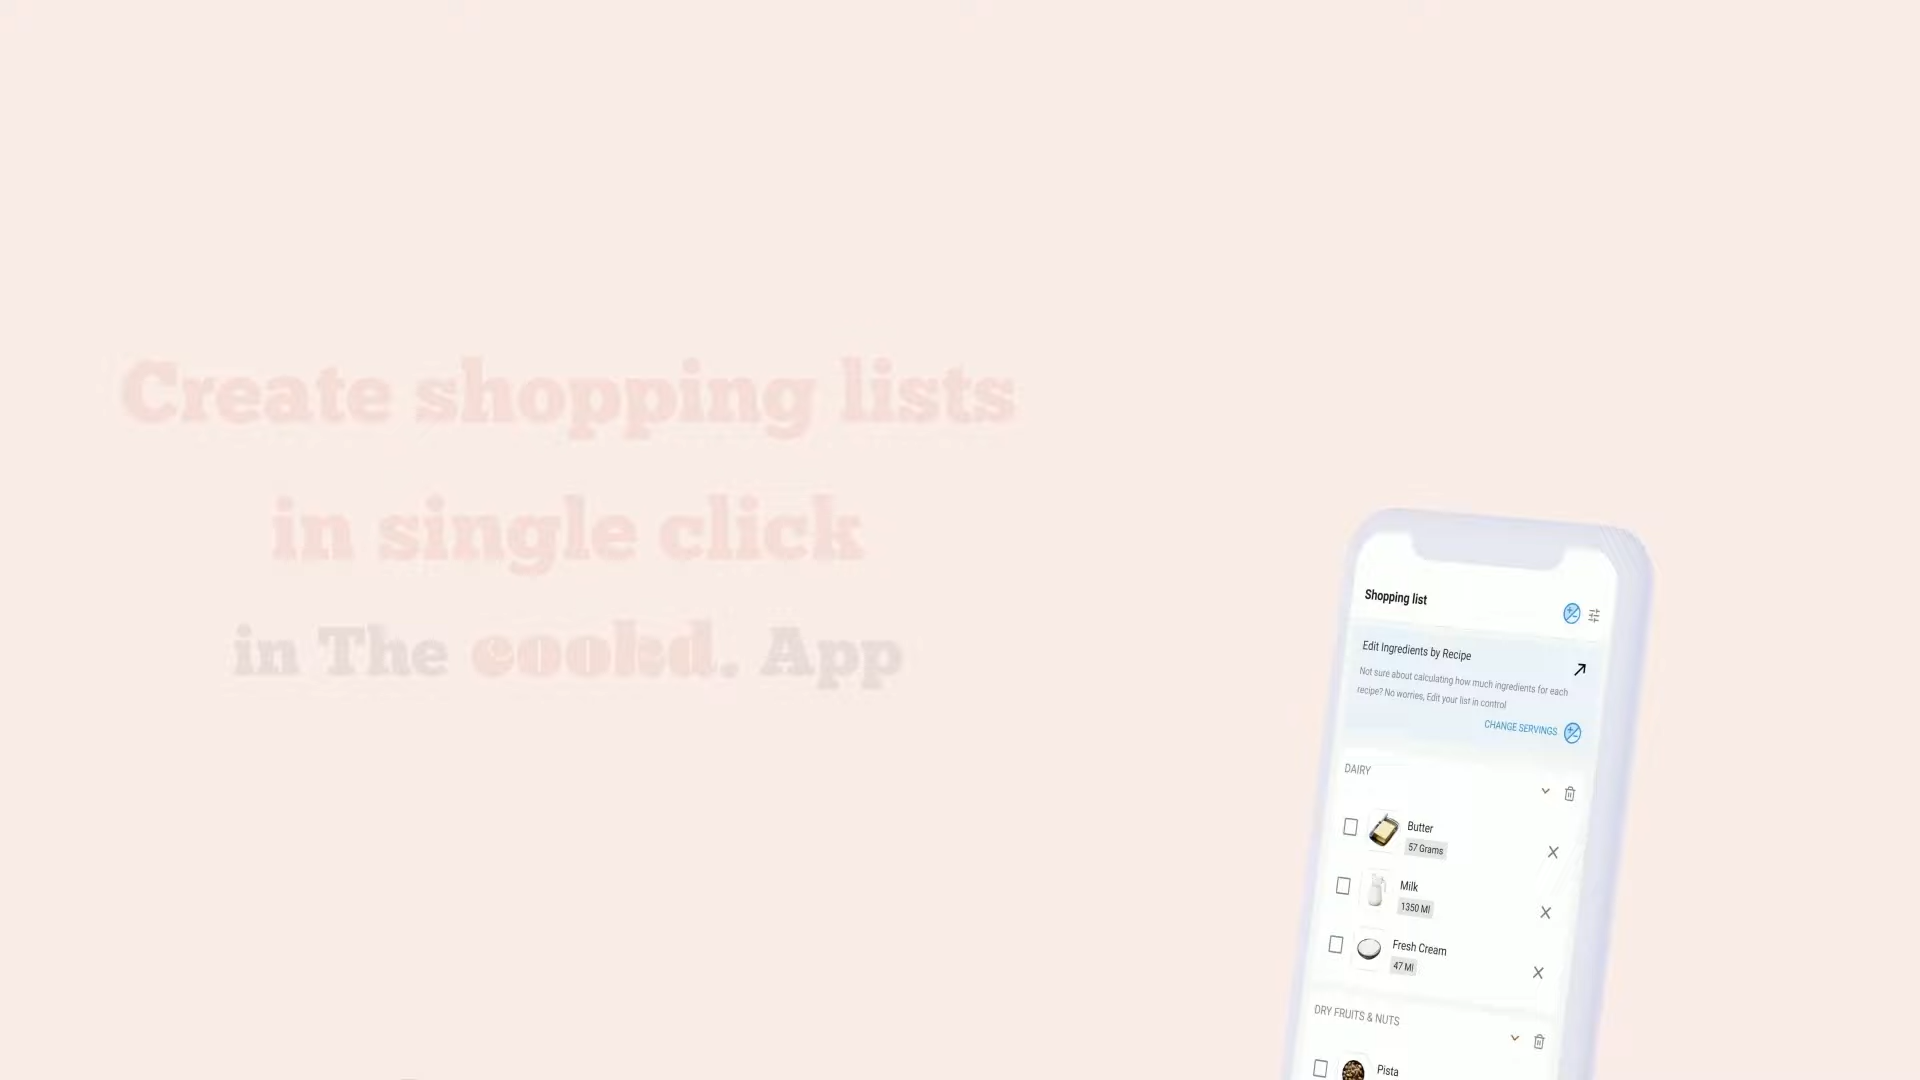 Create shopping lists
in single click
in The cookd. App
Shopping list
Edit Ingredients by Recipe
Not sure about calculating how much ingredients for each
recipe? No worries, Edit your list in control
CHANGE SERVINGS
DAIRY
Butter
57 Grams
Milk
1350 Ml
Fresh Cream
47 Ml
DRY FRUITS & NUTS
Pista